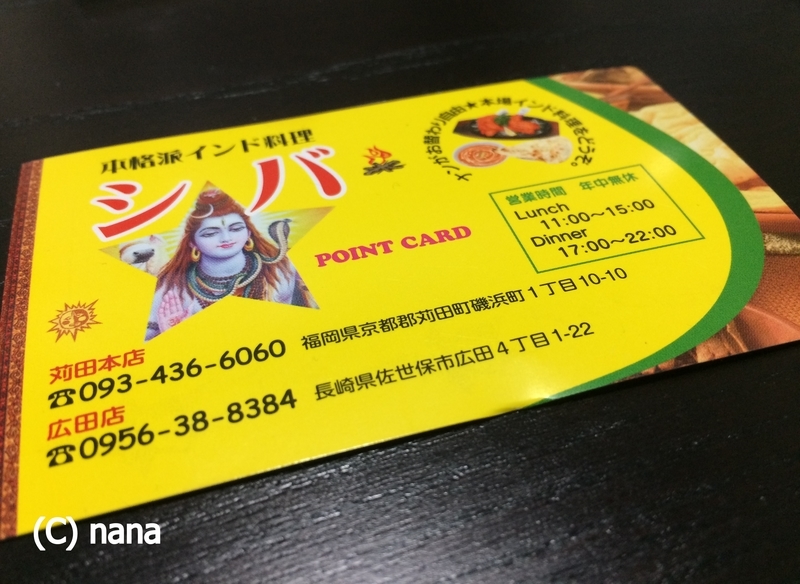 本格派インド料理
シバ
ナンがお替わり自由★本場インド料理をどうぞ。
営業時間 年中無休
Lunch
11:00～15:00
Dinner
17:00～22:00
POINT CARD
苅田本店
☎093-436-6060 福岡県京都郡苅田町磯浜町1丁目10-10
広田店
☎0956-38-8384 長崎県佐世保市広田4丁目1-22
(C) nana